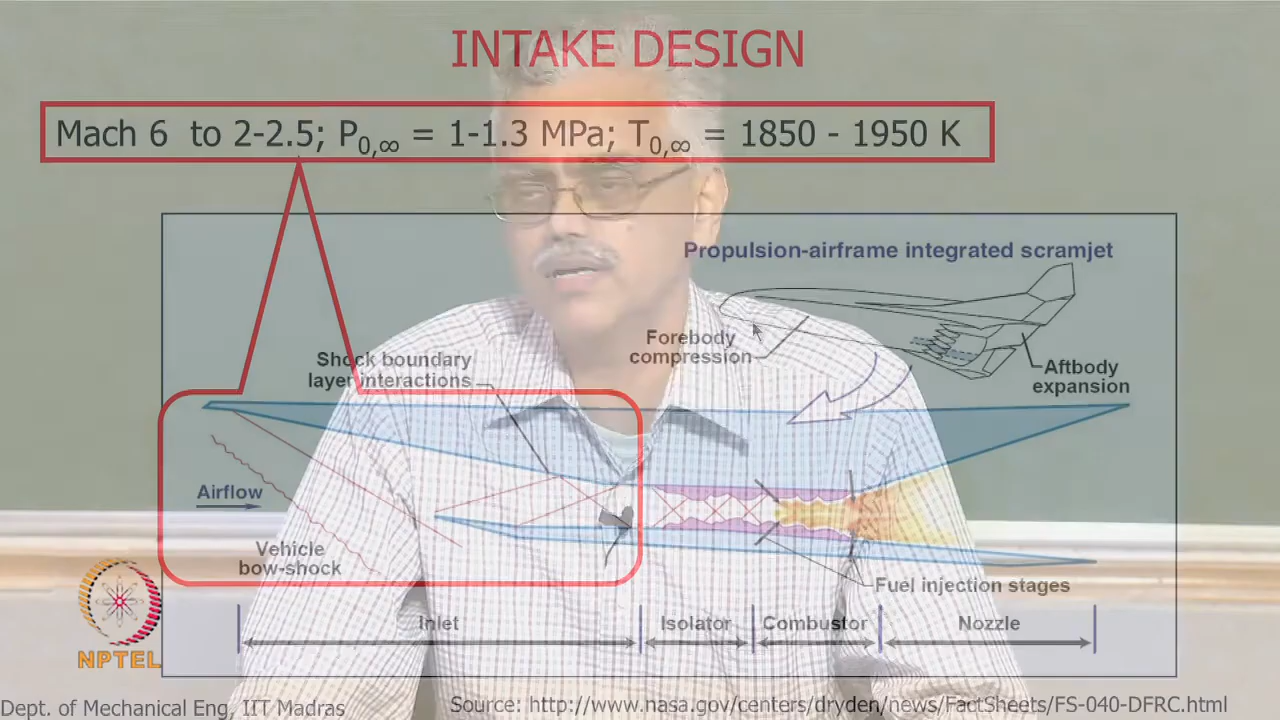 INTAKE DESIGN
Mach 6 to 2-2.5; P0,∞ = 1-1.3 MPa; T0,∞ = 1850 - 1950 K
Propulsion-airframe integrated scramjet
Forebody
compression
Aftbody
expansion
Shock boundary
layer interactions
Airflow
Vehicle
bow-shock
Fuel injection stages
Inlet
Isolator
Combustor
Nozzle
NPTEL
Dept. of Mechanical Eng, IIT Madras
Source: http://www.nasa.gov/centers/dryden/news/FactSheets/FS-040-DFRC.html